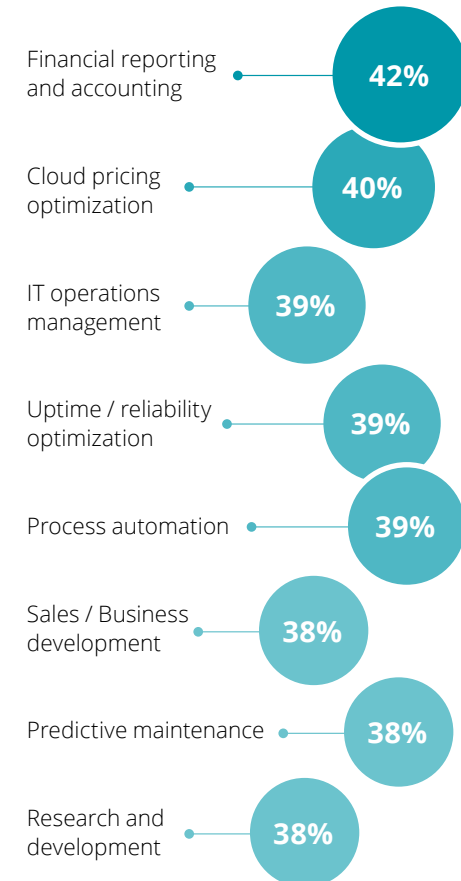 Financial reporting
and accounting
42%
Cloud pricing
optimization
40%
IT operations
management
39%
Uptime / reliability
optimization
39%
Process automation
39%
Sales / Business
development
38%
Predictive maintenance
38%
Research and
development
38%